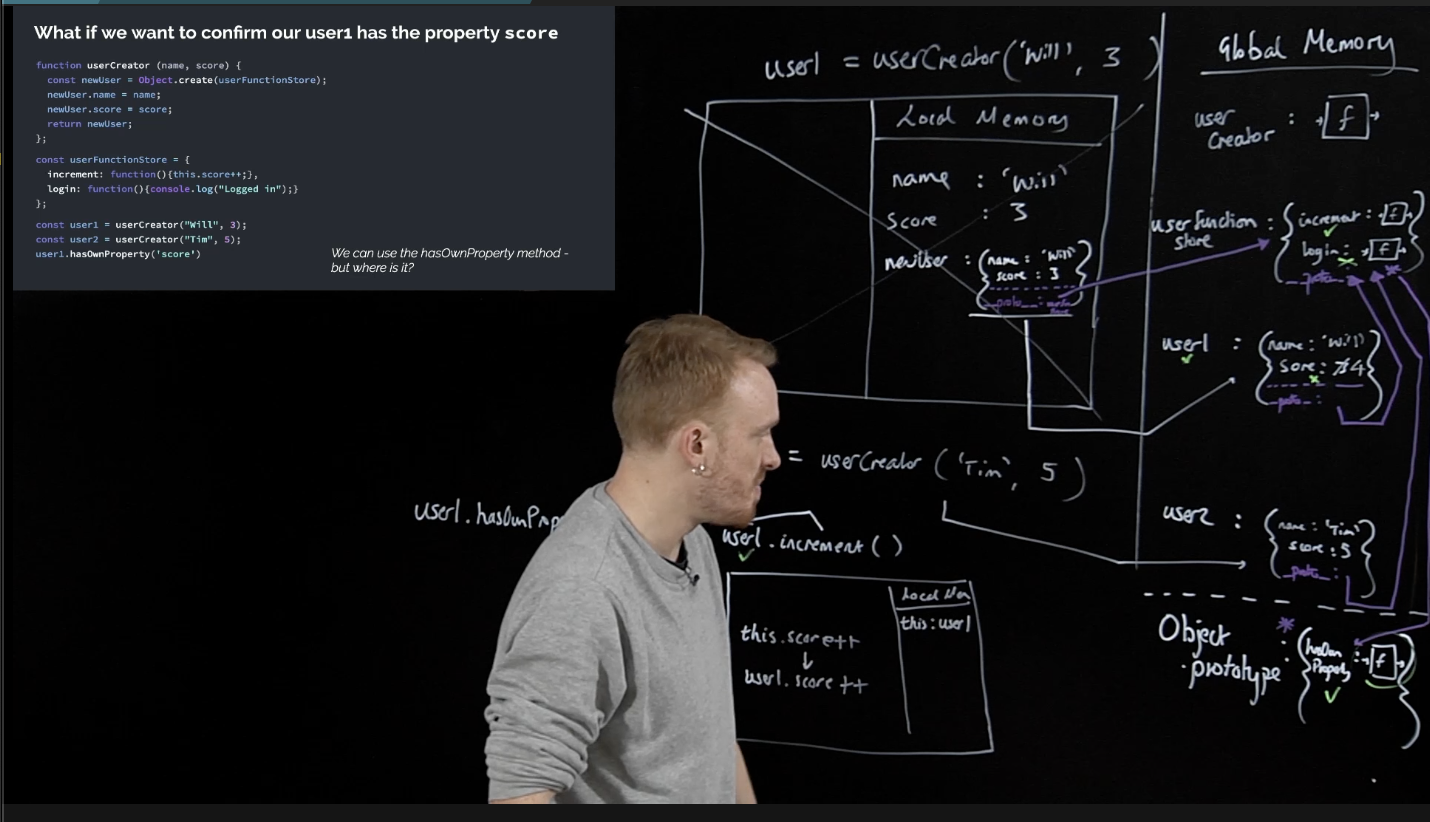 What if we want to confirm our user1 has the property score
function userCreator (name, score) {
const newUser = Object.create(userFunctionStore);
newUser.name = name;
newUser.score = score;
return newUser;
};
const userFunctionStore = {
increment: function(){this.score++;},
login: function(){console.log("Logged in");}
};
const user1 = userCreator("Will", 3);
const user2 = userCreator("Tim", 5);
user1.hasOwnProperty('score')
We can use the hasOwnProperty method -
but where is it?
user1 = userCreator('Will', 3)
Local Memory
name : 'Will'
Score : 3
newUser : {name : 'Will'
score : 3
__proto__ :
}
= userCreator ('Tim', 5)
user1.hasOwnProp
user1.increment()
Local Mem
this : user1
this.score++
↓
user1.score++
Global Memory
user
Creator : f
user function
store : {increment : f
login : f
__proto__
}
user1 : {name : 'Will'
Score : 4
__proto__ :
}
user2 : {name : 'Tim'
score : 5
__proto__ :
}
Object
prototype : {hasOwn
Property : f
}